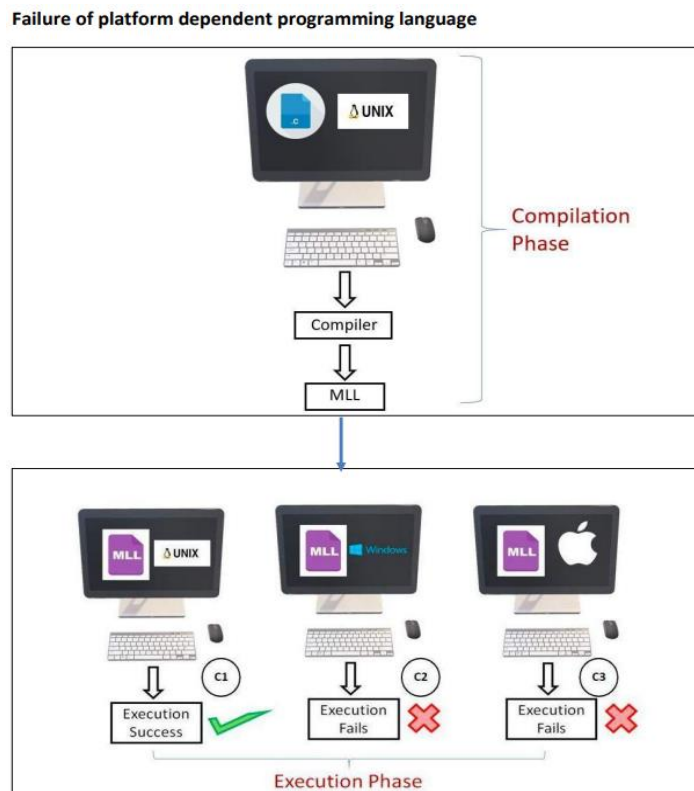 Failure of platform dependent programming language
.C
UNIX
Compilation
Phase
Compiler
MLL
MLL
UNIX
MLL
Windows
MLL
C1
C2
C3
Execution
Success
Execution
Fails
Execution
Fails
Execution Phase